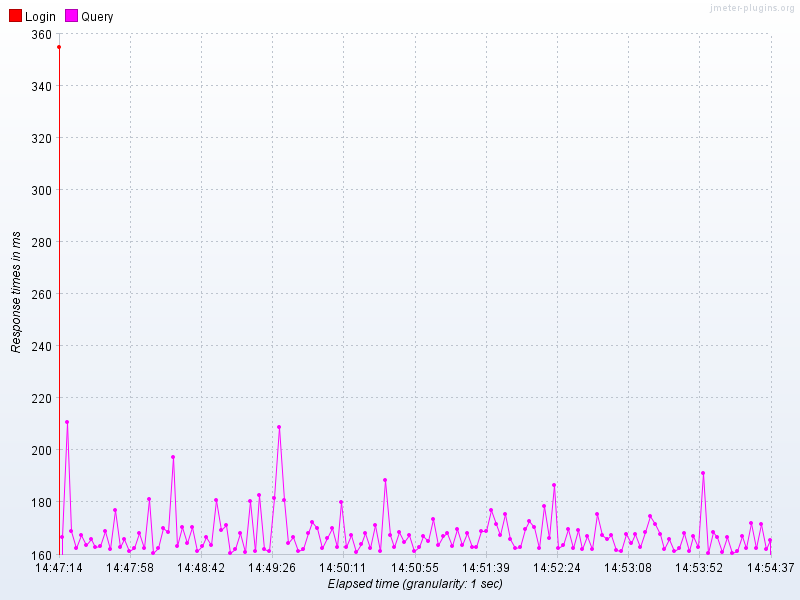 jmeter-plugins.org
Login Query
360
340
320
300
280
260
240
220
200
180
160
Response times in ms
14:47:14 14:47:58 14:48:42 14:49:26 14:50:11 14:50:55 14:51:39 14:52:24 14:53:08 14:53:52 14:54:37
Elapsed time (granularity: 1 sec)